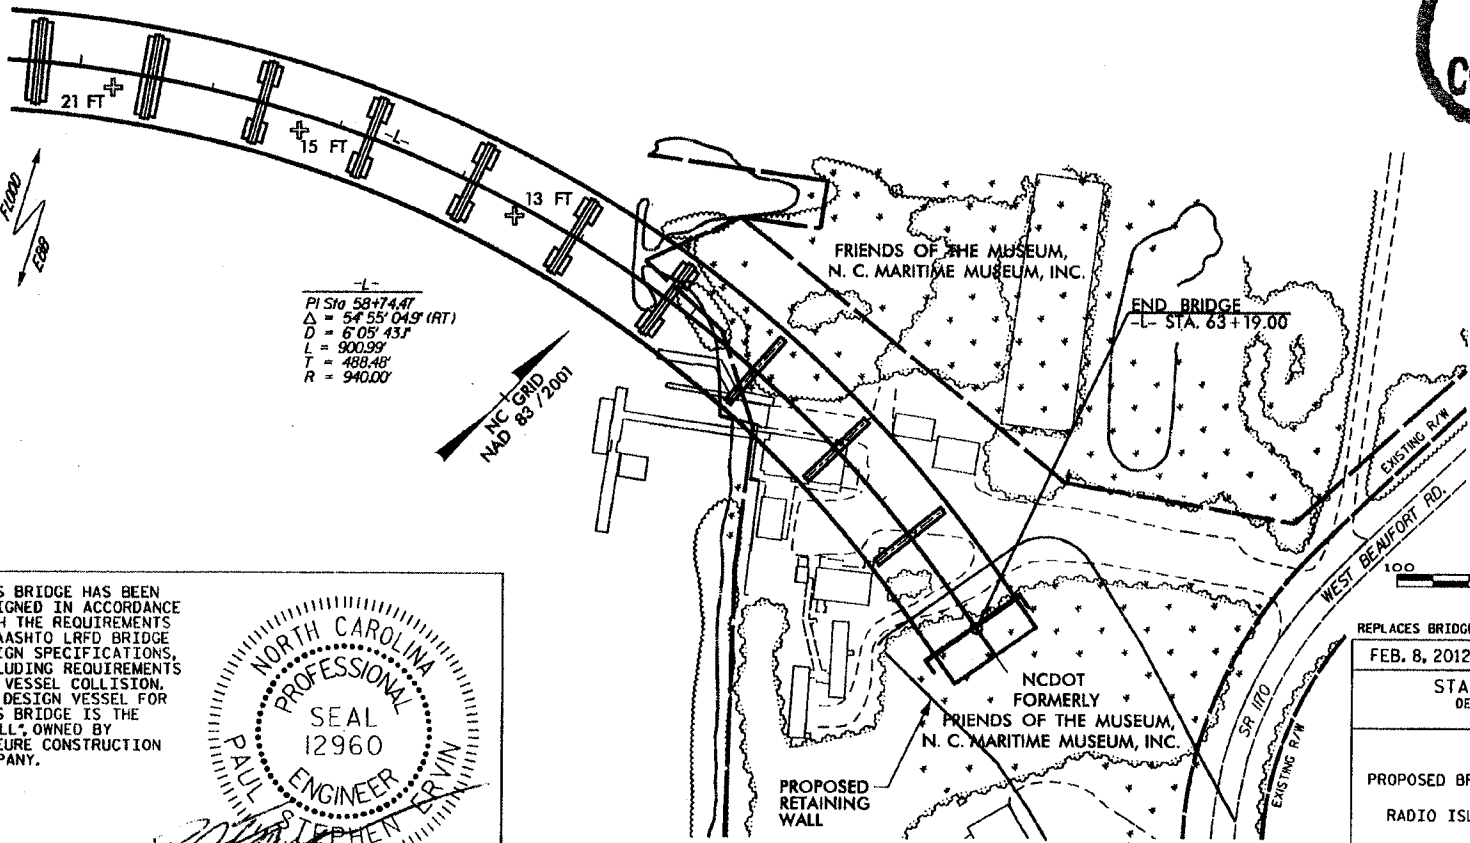 21 FT
15 FT
-L-
13 FT
FLOOD
EBB
-L-
PI Sta 58+74.47
Δ = 54° 55' 04.9" (RT)
D = 6° 05' 43.1"
L = 900.99'
T = 488.48'
R = 940.00'
NC GRID
NAD 83 / 2001
FRIENDS OF THE MUSEUM,
N. C. MARITIME MUSEUM, INC.
END BRIDGE
-L- STA. 63+19.00
EXISTING R/W
WEST BEAUFORT RD.
100
SR 1170
EXISTING R/W
NCDOT
FORMERLY
FRIENDS OF THE MUSEUM,
N. C. MARITIME MUSEUM, INC.
PROPOSED
RETAINING
WALL
S BRIDGE HAS BEEN
IGNED IN ACCORDANCE
H THE REQUIREMENTS
AASHTO LRFD BRIDGE
IGN SPECIFICATIONS,
LUDING REQUIREMENTS
VESSEL COLLISION.
DESIGN VESSEL FOR
S BRIDGE IS THE
LL", OWNED BY
EURE CONSTRUCTION
PANY.
NORTH CAROLINA
PROFESSIONAL
SEAL
12960
ENGINEER
PAUL STEPHEN ERVIN
REPLACES BRIDGE
FEB. 8, 2012
STA
DE
PROPOSED BR
RADIO ISL
C